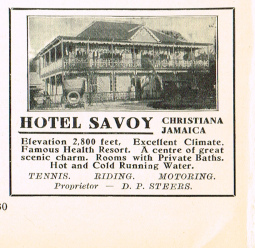 HOTEL SAVOY CHRISTIANA
JAMAICA
Elevation 2,800 feet. Excellent Climate.
Famous Health Resort. A centre of great
scenic charm. Rooms with Private Baths.
Hot and Cold Running Water.
TENNIS. RIDING. MOTORING.
Proprietor — D. P. STEERS.
30